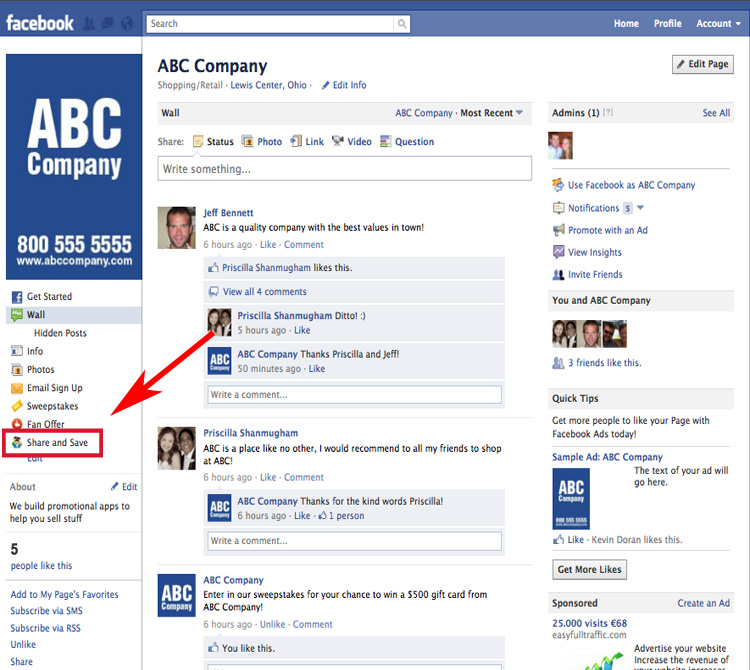 facebook
Search
Home Profile Account
ABC
Company
800 555 5555
www.abccompany.com
Get Started
Wall
Hidden Posts
Info
Photos
Email Sign Up
Sweepstakes
Fan Offer
Share and Save
Edit
About Edit
We build promotional apps to
help you sell stuff
5
people like this
Add to My Page's Favorites
Subscribe via SMS
Subscribe via RSS
Unlike
Share
ABC Company
Shopping/Retail · Lewis Center, Ohio · Edit Info
Edit Page
Wall ABC Company · Most Recent
Share: Status Photo Link Video Question
Write something...
Jeff Bennett
ABC is a quality company with the best values in town!
6 hours ago · Like · Comment
Priscilla Shanmugham likes this.
View all 4 comments
Priscilla Shanmugham Ditto! :)
5 hours ago · Like
ABC
Company
ABC Company Thanks Priscilla and Jeff!
50 minutes ago · Like
Write a comment...
Priscilla Shanmugham
ABC is a place like no other, I would recommend to all my friends to shop
at ABC!
6 hours ago · Like · Comment
ABC
Company
ABC Company Thanks for the kind words Priscilla!
6 hours ago · Like · 1 person
Write a comment...
ABC
Company
ABC Company
Enter in our sweepstakes for your chance to win a $500 gift card from
ABC Company!
6 hours ago · Unlike · Comment
You like this.
Admins (1) [?] See All
Use Facebook as ABC Company
Notifications 5
Promote with an Ad
View Insights
Invite Friends
You and ABC Company
3 friends like this.
Quick Tips
Get more people to like your Page with
Facebook Ads today!
Sample Ad: ABC Company
ABC
Company
800 555 5555
www.abccompany.com
The text of your ad will
go here.
Like · Kevin Doran likes this.
Get More Likes
Sponsored Create an Ad
25.000 visits €68
easyfulltraffic.com
Advertise your website
Increase the revenue of
your website increases